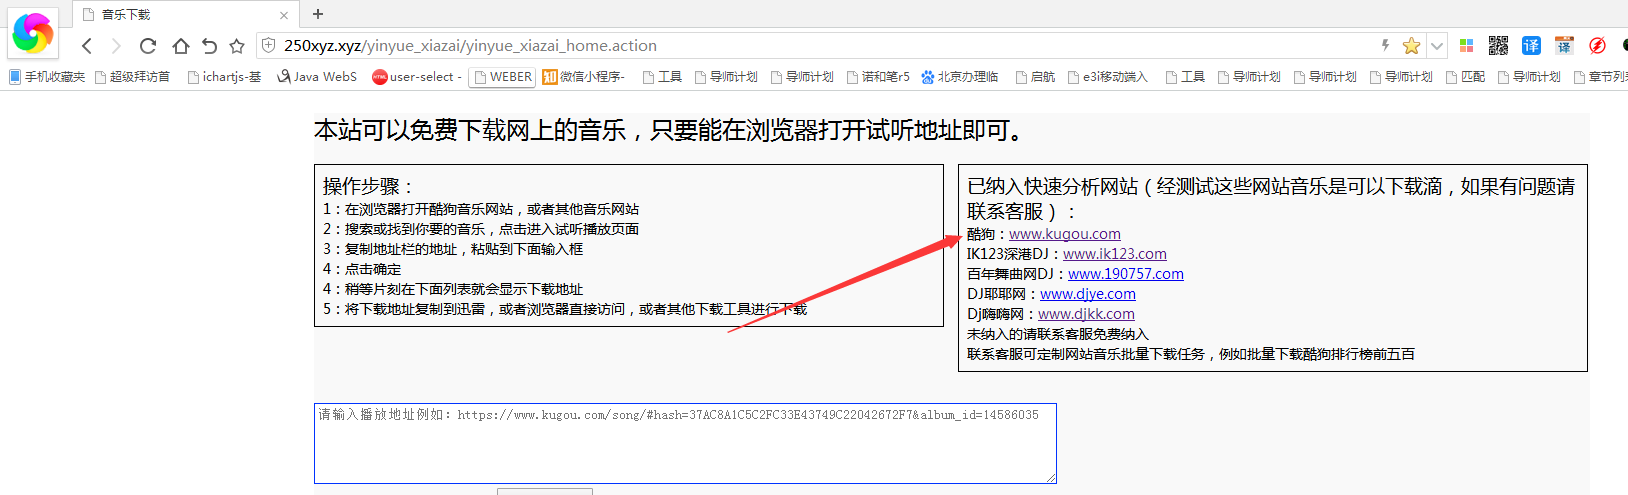 音乐下载
250xyz.xyz/yinyue_xiazai/yinyue_xiazai_home.action
译 译
手机收藏夹 超级拜访首 ichartjs-基 Java WebS user-select - WEBER 微信小程序- 工具 导师计划 导师计划 诺和笔r5 北京办理临 启航 e3i移动端入 工具 导师计划 导师计划 导师计划 匹配 导师计划 章节列
本站可以免费下载网上的音乐，只要能在浏览器打开试听地址即可。
操作步骤：
1：在浏览器打开酷狗音乐网站，或者其他音乐网站
2：搜索或找到你要的音乐，点击进入试听播放页面
3：复制地址栏的地址，粘贴到下面输入框
4：点击确定
4：稍等片刻在下面列表就会显示下载地址
5：将下载地址复制到迅雷，或者浏览器直接访问，或者其他下载工具进行下载
已纳入快速分析网站（经测试这些网站音乐是可以下载滴，如果有问题请
联系客服）：
酷狗：www.kugou.com
IK123深港DJ：www.ik123.com
百年舞曲网DJ：www.190757.com
DJ耶耶网：www.djye.com
Dj嗨嗨网：www.djkk.com
未纳入的请联系客服免费纳入
联系客服可定制网站音乐批量下载任务，例如批量下载酷狗排行榜前五百
请输入播放地址例如：https://www.kugou.com/song/#hash=37AC8A1C5C2FC33E43749C22042672F7&album_id=14586035